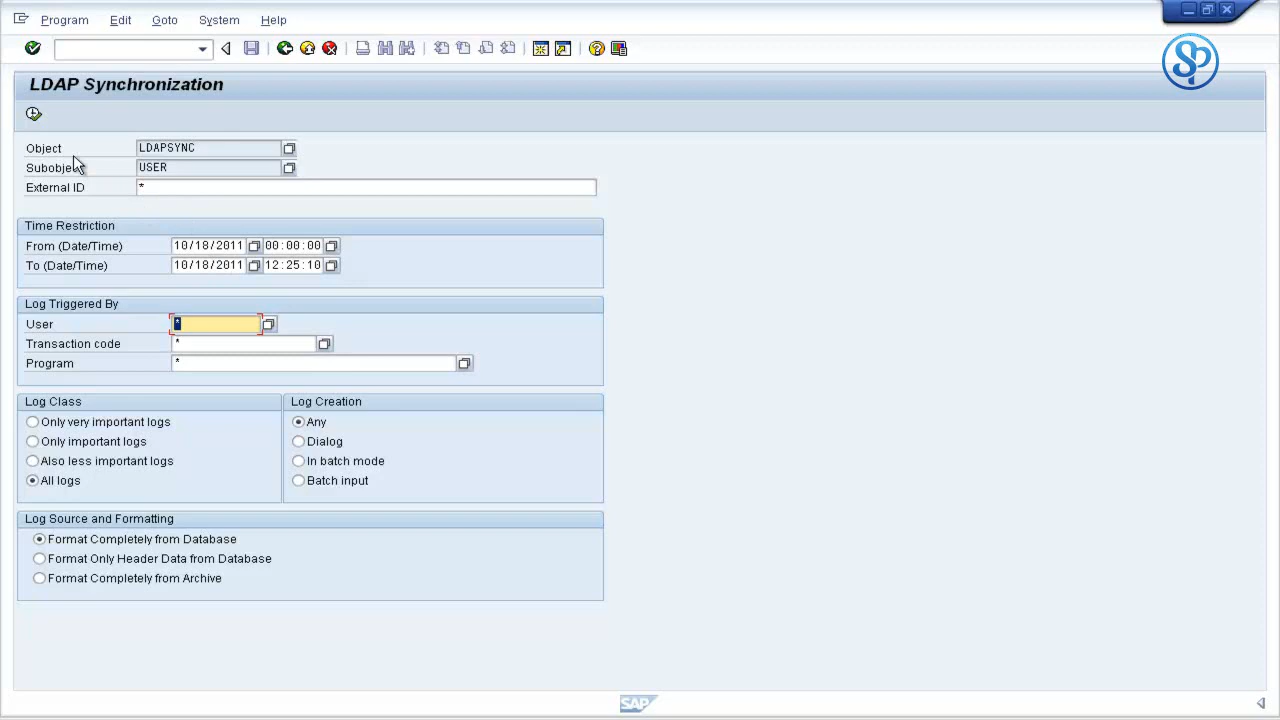 Program Edit Goto System Help
SP
LDAP Synchronization
Object LDAPSYNC
Subobje USER
External ID *
Time Restriction
From (Date/Time) 10/18/2011 00:00:00
To (Date/Time) 10/18/2011 12:25:10
Log Triggered By
User *
Transaction code *
Program *
Log Class Log Creation
Only very important logs Any
Only important logs Dialog
Also less important logs In batch mode
All logs Batch input
Log Source and Formatting
Format Completely from Database
Format Only Header Data from Database
Format Completely from Archive
SAP